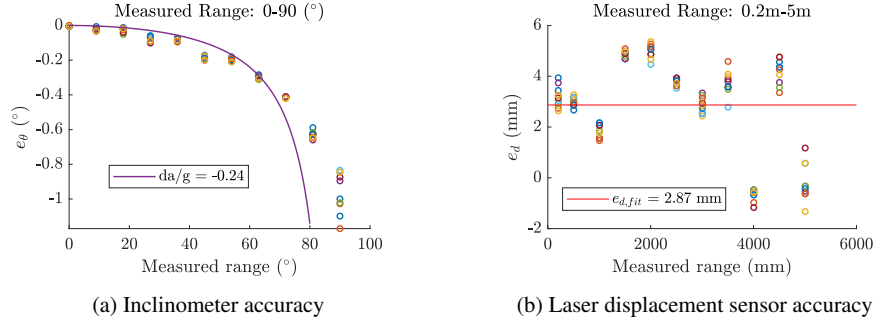 Measured Range: 0-90 (°)
0
-0.2
-0.4
-0.6
-0.8
-1
e_θ (°)
da/g = -0.24
0 20 40 60 80 100
Measured range (°)
(a) Inclinometer accuracy
Measured Range: 0.2m-5m
6
4
2
0
-2
e_d (mm)
e_{d,fit} = 2.87 mm
0 2000 4000 6000
Measured range (mm)
(b) Laser displacement sensor accuracy